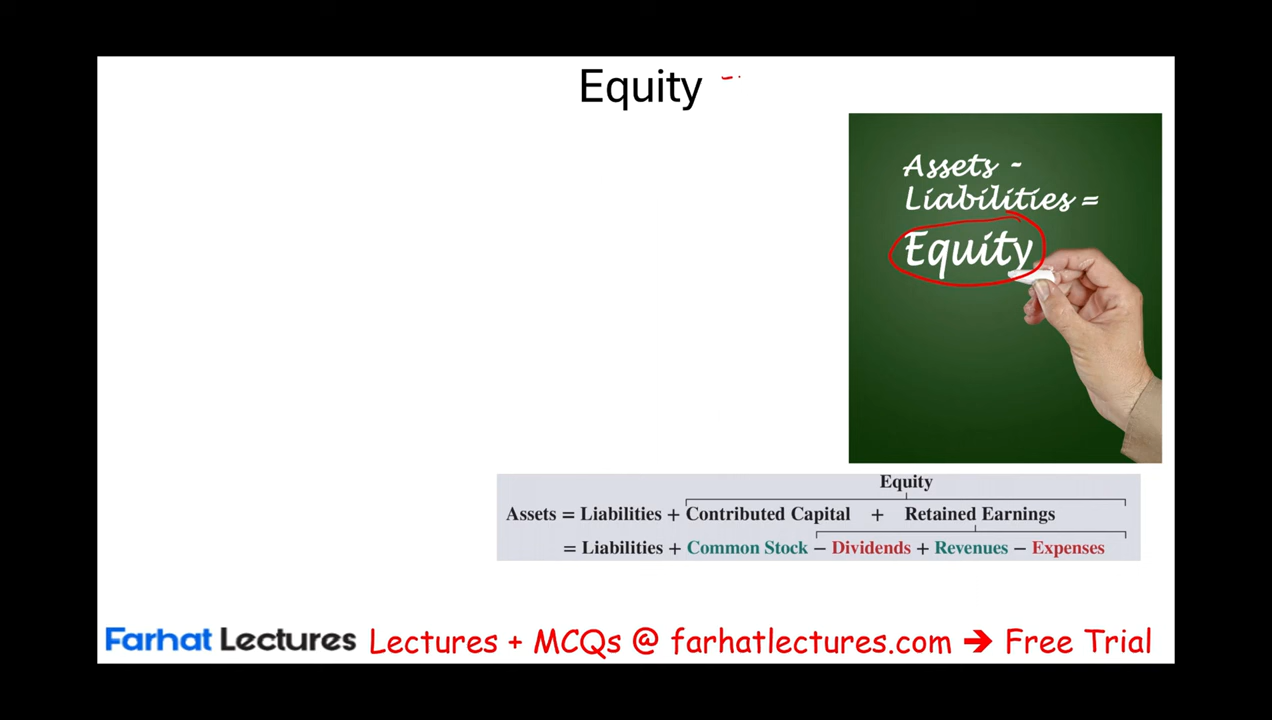 Equity
Assets -
Liabilities =
Equity
Equity
Assets = Liabilities + Contributed Capital + Retained Earnings
= Liabilities + Common Stock − Dividends + Revenues − Expenses
Farhat Lectures Lectures + MCQs @ farhatlectures.com ➔ Free Trial